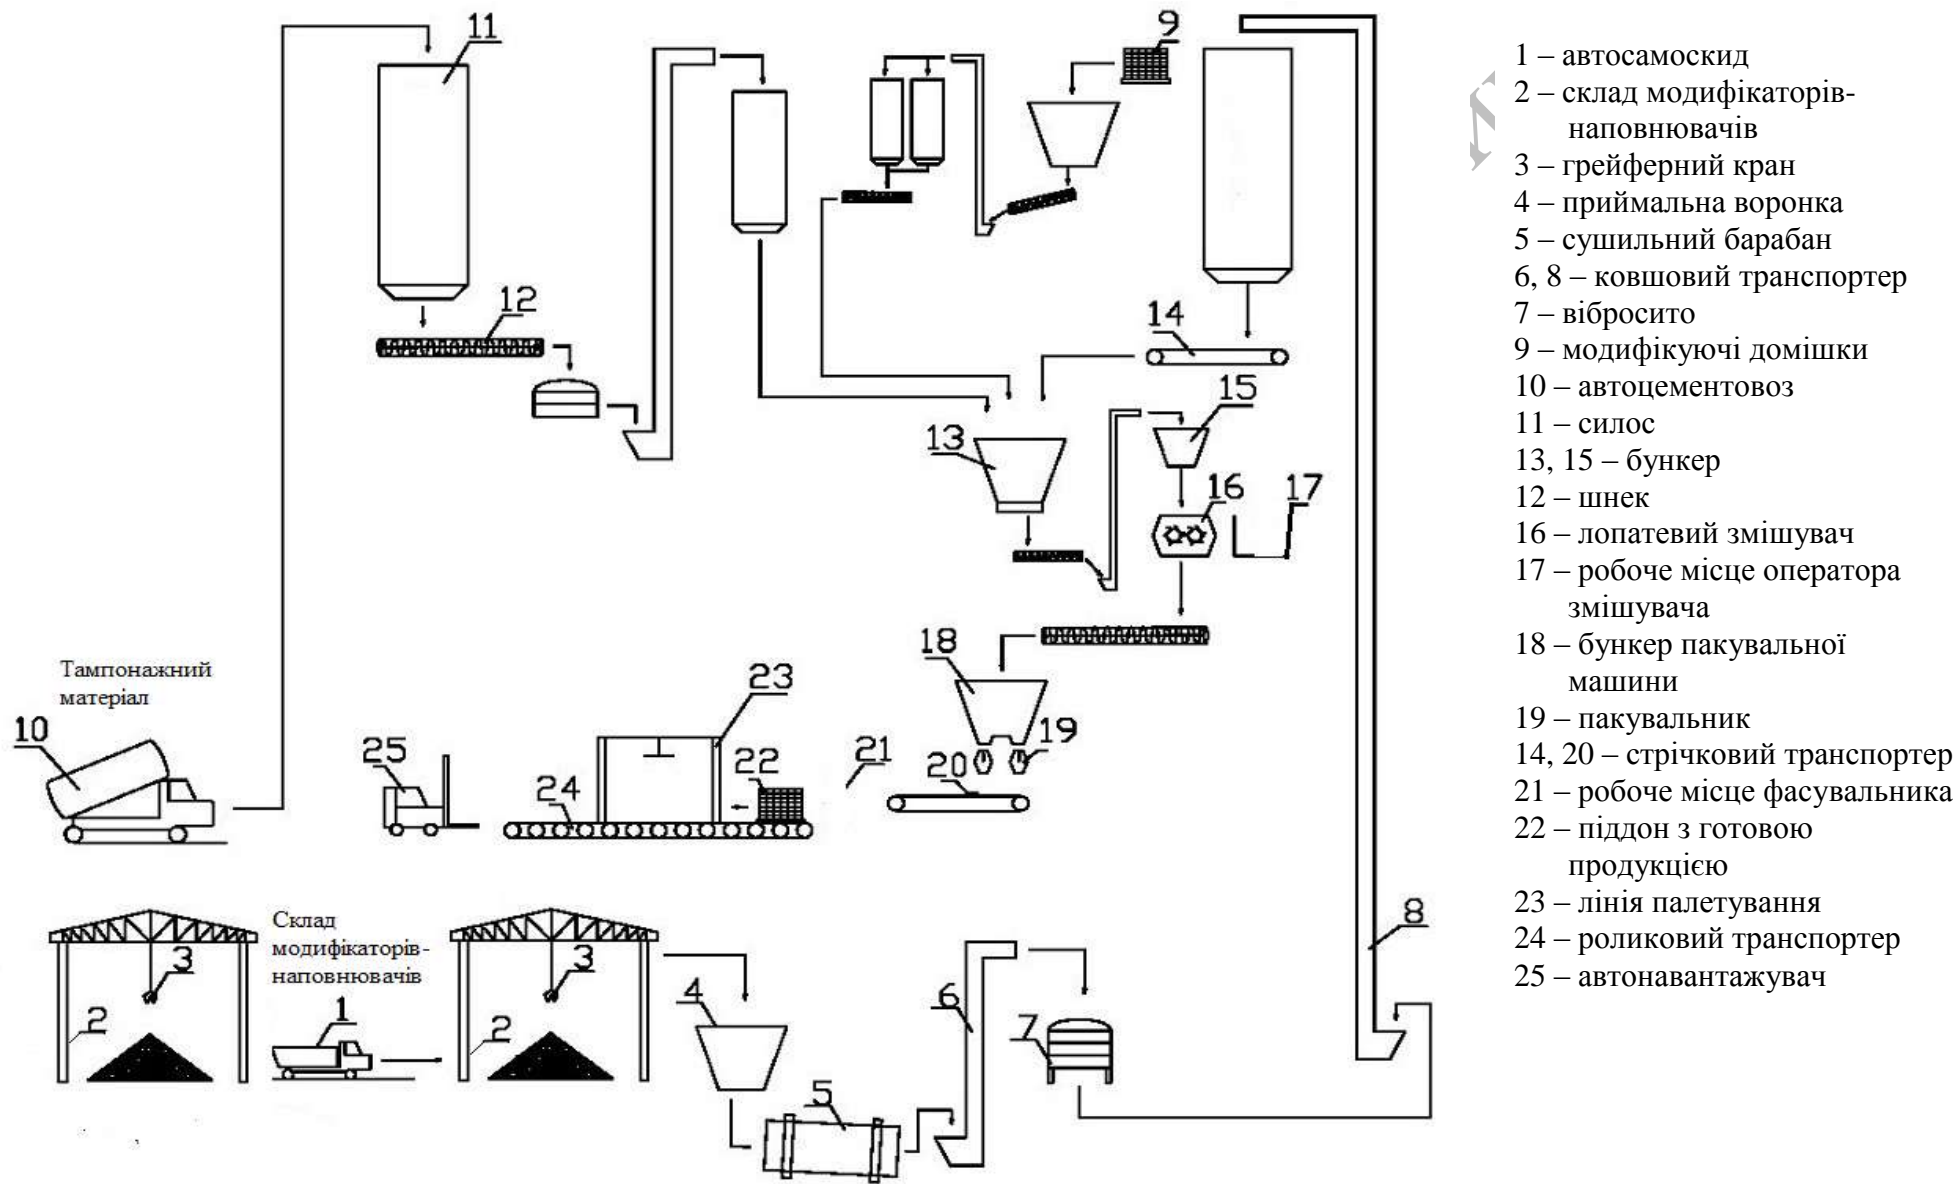 11
9
12
14
15
13
16
17
18
19
20
21
22
23
24
25
Тампонажний
матеріал
10
Склад
модифікаторів-
наповнювачів
3
2
1
3
2
4
5
6
7
8
1 – автосамоскид
2 – склад модифікаторів-
наповнювачів
3 – грейферний кран
4 – приймальна воронка
5 – сушильний барабан
6, 8 – ковшовий транспортер
7 – вібросито
9 – модифікуючі домішки
10 – автоцементовоз
11 – силос
13, 15 – бункер
12 – шнек
16 – лопатевий змішувач
17 – робоче місце оператора
змішувача
18 – бункер пакувальної
машини
19 – пакувальник
14, 20 – стрічковий транспортер
21 – робоче місце фасувальника
22 – піддон з готовою
продукцією
23 – лінія палетування
24 – роликовий транспортер
25 – автонавантажувач